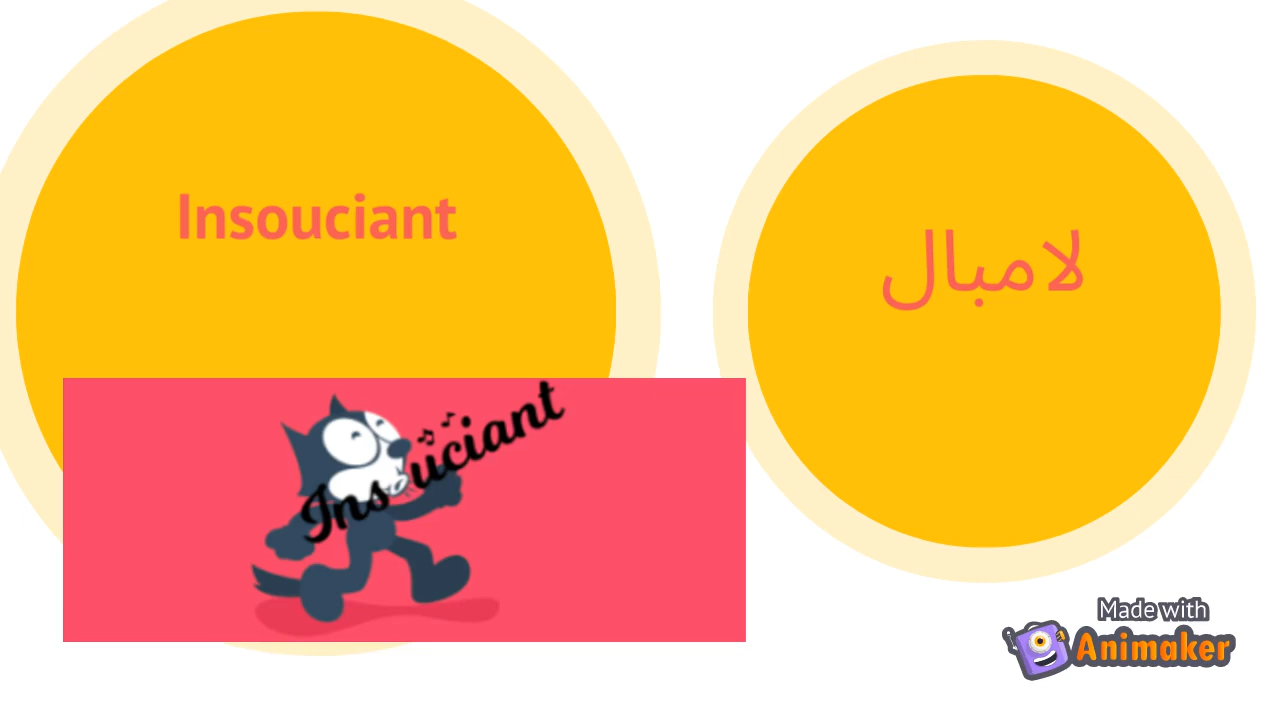 Insouciant
لامبال
Insouciant
Made with
Animaker